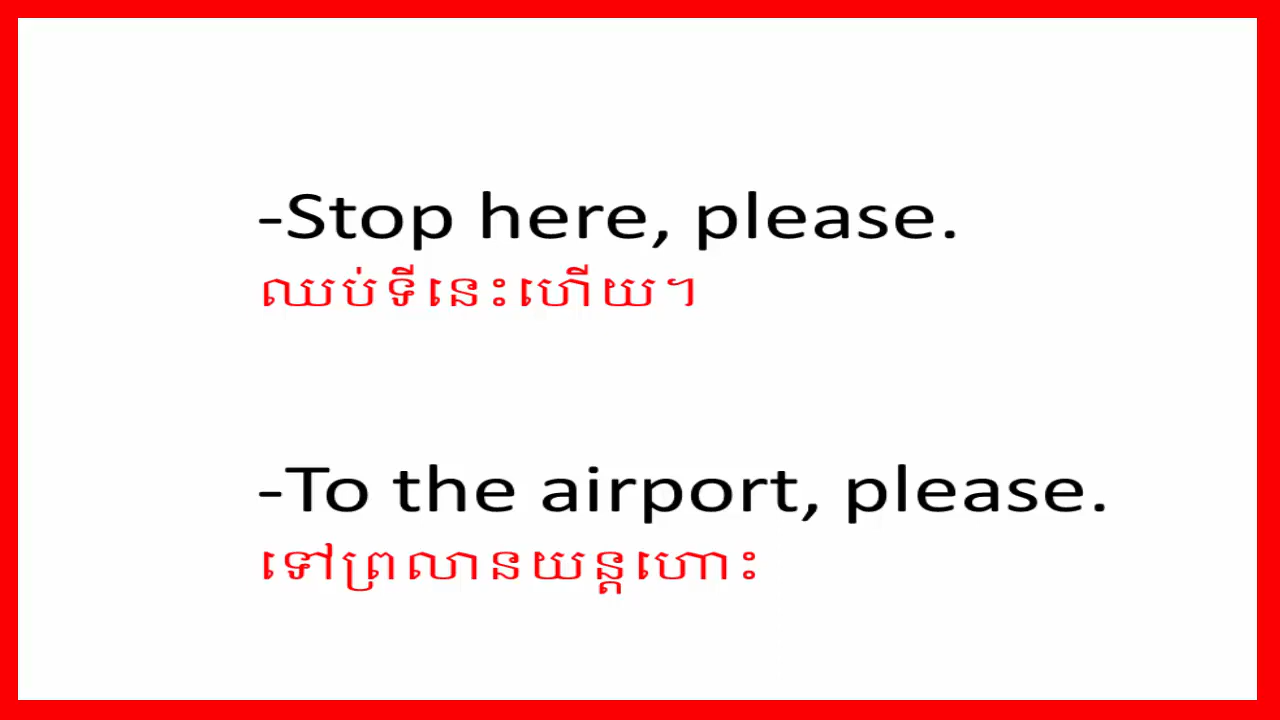 -Stop here, please.
ឈប់ទីនេះហើយ។
-To the airport, please.
ទៅព្រលានយន្តហោះ